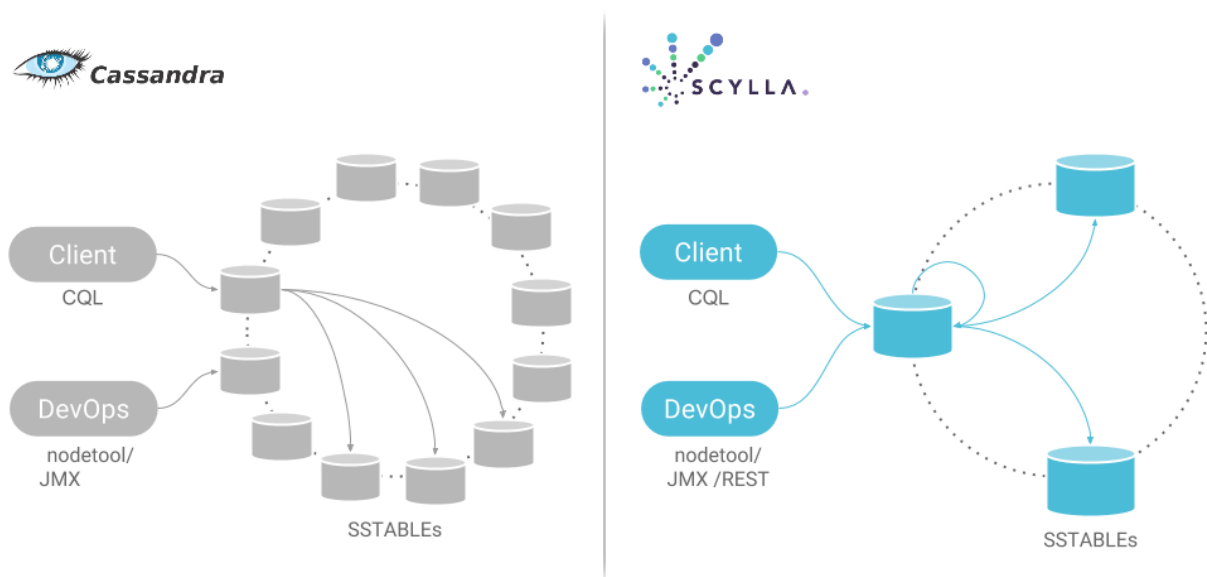 Cassandra
Client
CQL
DevOps
nodetool/
JMX
SSTABLEs
SCYLLA
Client
CQL
DevOps
nodetool/
JMX /REST
SSTABLEs